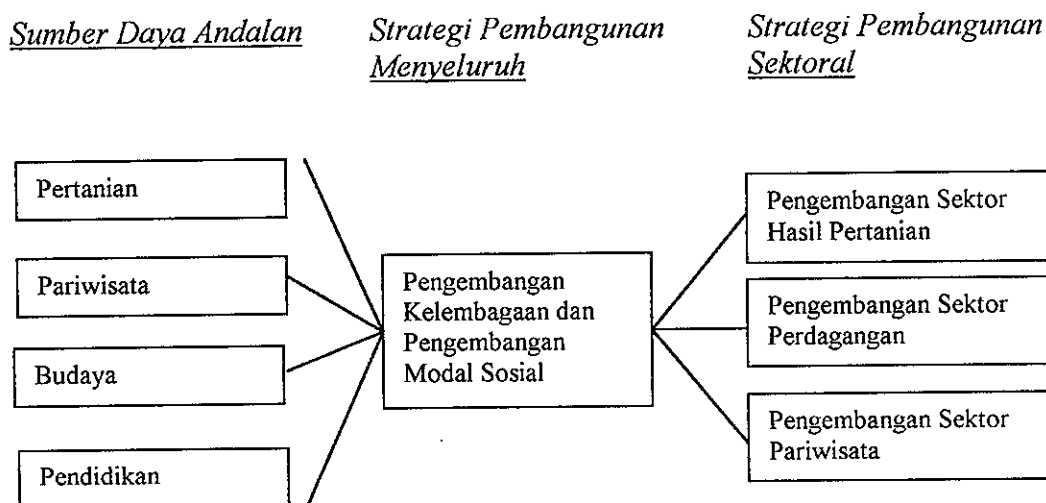 Sumber Daya Andalan
Strategi Pembangunan
Menyeluruh
Strategi Pembangunan
Sektoral
Pertanian
Pariwisata
Budaya
Pendidikan
Pengembangan
Kelembagaan dan
Pengembangan
Modal Sosial
Pengembangan Sektor
Hasil Pertanian
Pengembangan Sektor
Perdagangan
Pengembangan Sektor
Pariwisata